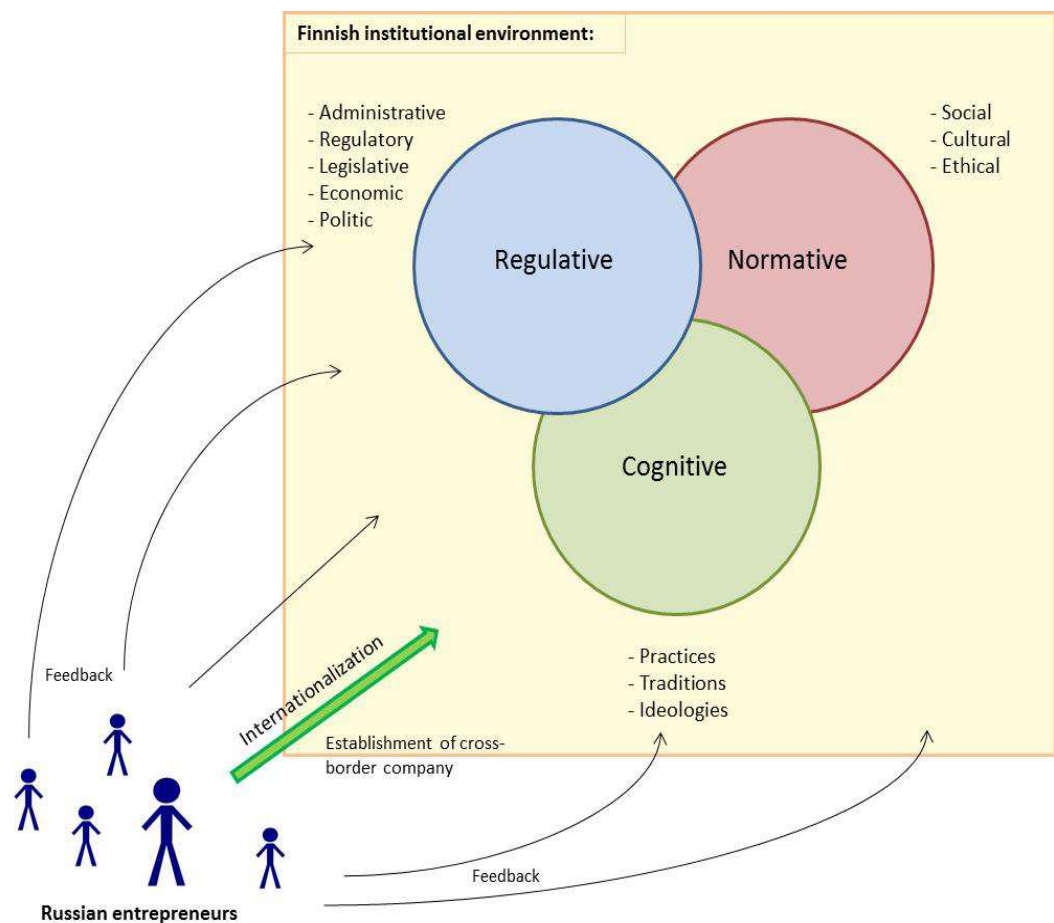 Finnish institutional environment:
- Administrative
- Regulatory
- Legislative
- Economic
- Politic
- Social
- Cultural
- Ethical
Regulative
Normative
Cognitive
- Practices
- Traditions
- Ideologies
Internationalization
Establishment of cross-
border company
Feedback
Feedback
Russian entrepreneurs